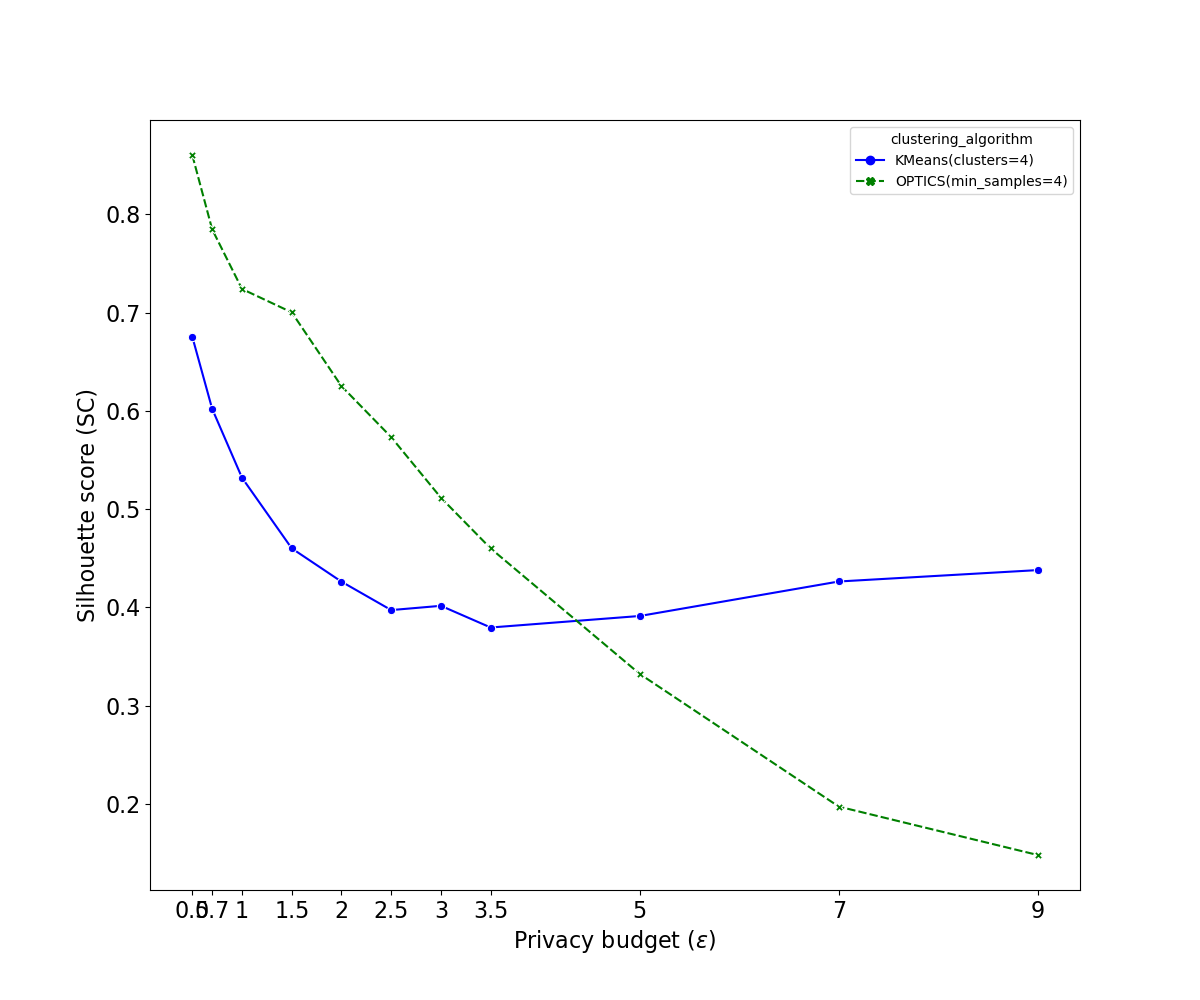 clustering_algorithm
KMeans(clusters=4)
OPTICS(min_samples=4)
0.8
0.7
0.6
0.5
0.4
0.3
0.2
Silhouette score (SC)
0.5 0.7 1 1.5 2 2.5 3 3.5 5 7 9
Privacy budget (ε)